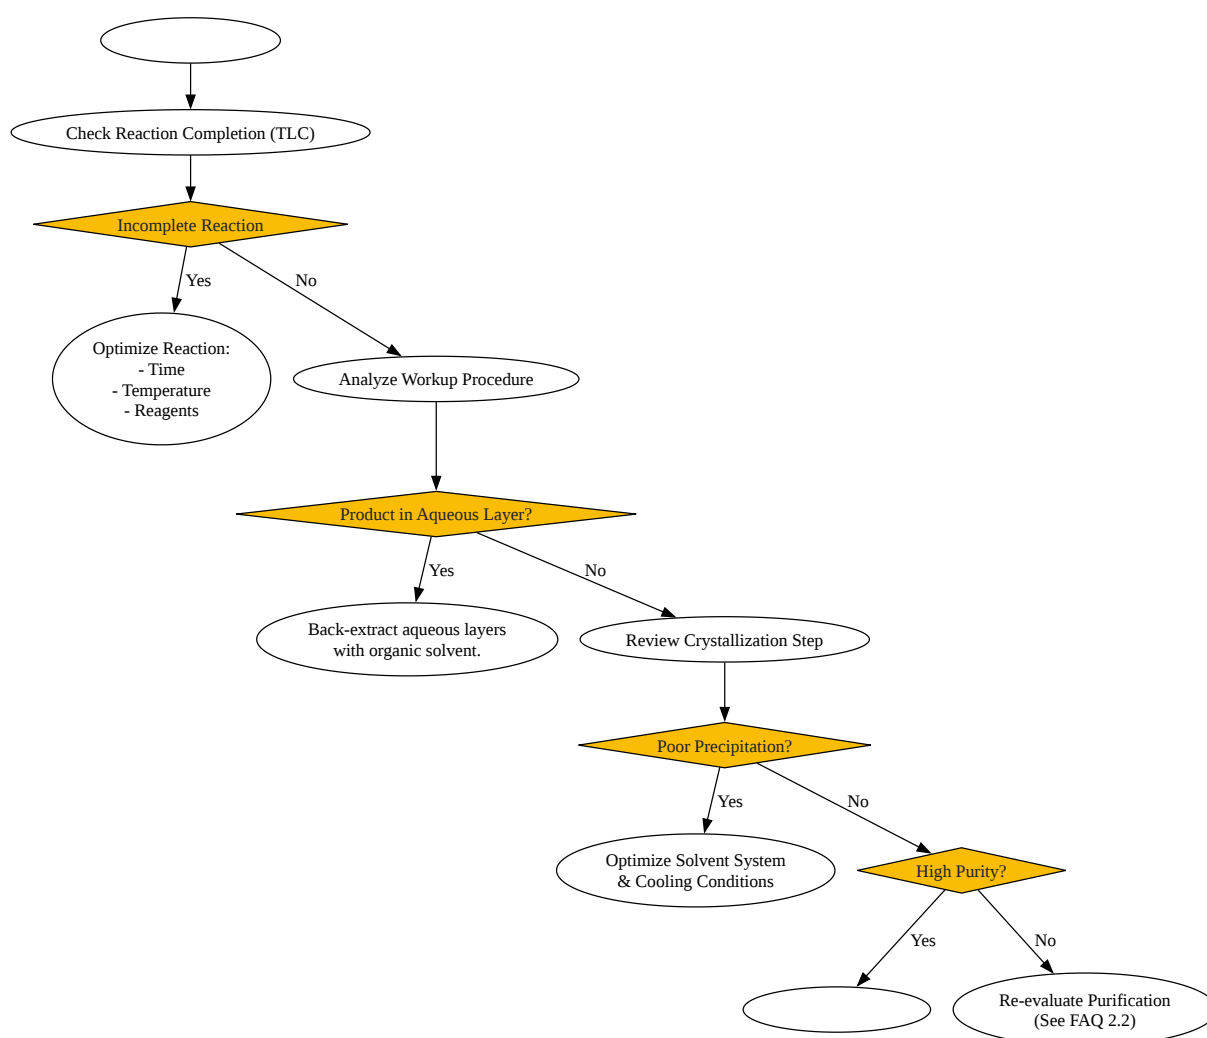 Check Reaction Completion (TLC)
Incomplete Reaction
Yes
No
Optimize Reaction:
- Time
- Temperature
- Reagents
Analyze Workup Procedure
Product in Aqueous Layer?
Yes
No
Back-extract aqueous layers
with organic solvent.
Review Crystallization Step
Poor Precipitation?
Yes
No
Optimize Solvent System
& Cooling Conditions
High Purity?
Yes
No
Re-evaluate Purification
(See FAQ 2.2)